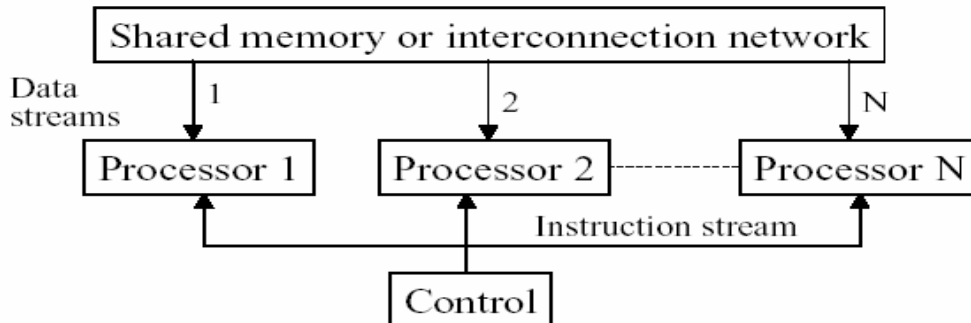 Shared memory or interconnection network
Data
streams
1
2
N
Processor 1
Processor 2
Processor N
Instruction stream
Control